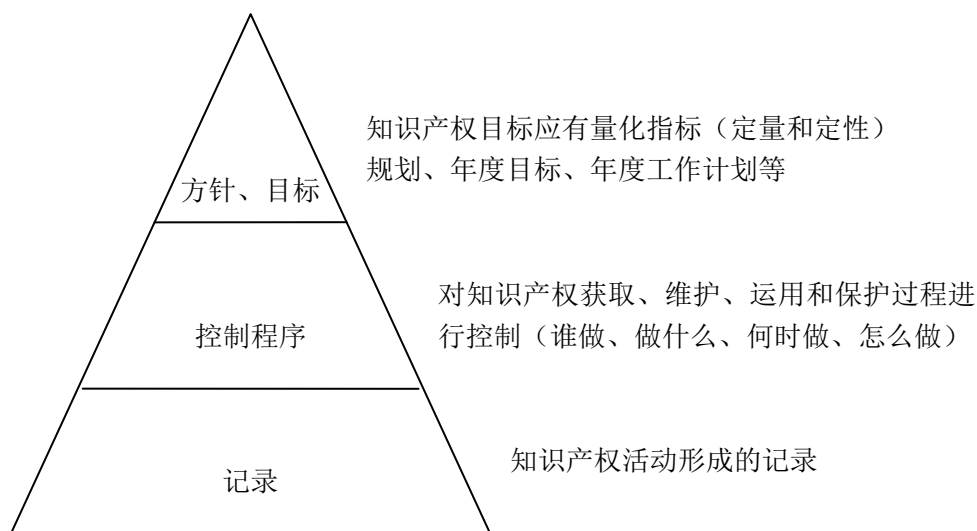 知识产权目标应有量化指标（定量和定性）
规划、年度目标、年度工作计划等
方针、目标
对知识产权获取、维护、运用和保护过程进
行控制（谁做、做什么、何时做、怎么做）
控制程序
知识产权活动形成的记录
记录